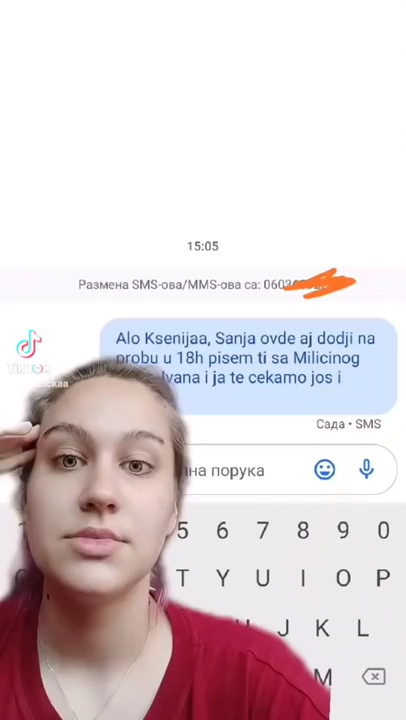 15:05
Размена SMS-ова/MMS-ова са: 060
Alo Ksenijaa, Sanja ovde aj dodji na
probu u 18h pisem ti sa Milicinog
Ivana i ja te cekamo jos i
TikTok
Сада • SMS
порука
5 6 7 8 9 0
T Y U I O P
J K L
M